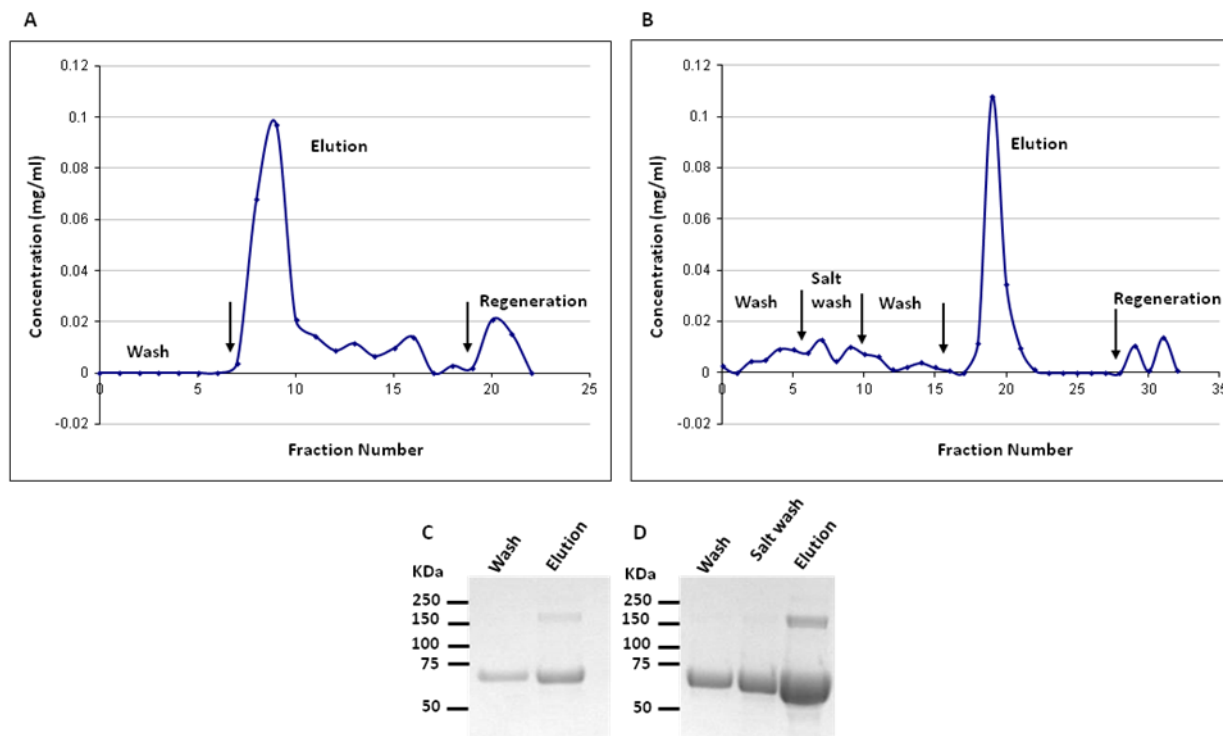 A
0.12
0.1
0.08
0.06
0.04
0.02
0
-0.02
Concentration (mg/ml)
Elution
Wash
Regeneration
0 5 10 15 20 25
Fraction Number
B
0.12
0.1
0.08
0.06
0.04
0.02
0
-0.02
Concentration (mg/ml)
Elution
Wash
Salt
wash
Wash
Regeneration
0 5 10 15 20 25 30 35
Fraction Number
C
Wash
Elution
KDa
250
150
100
75
50
D
Wash
Salt wash
Elution
KDa
250
150
100
75
50